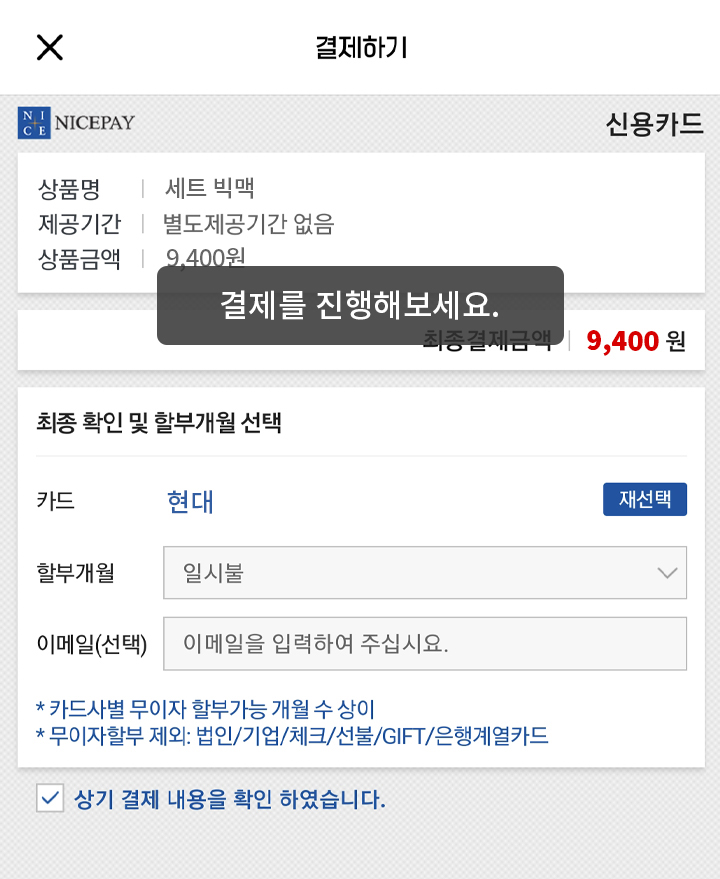 결제하기
N I C E NICEPAY 신용카드
상품명 세트 빅맥
제공기간 별도제공기간 없음
상품금액 9,400원
결제를 진행해보세요.
최종결제금액 9,400 원
최종 확인 및 할부개월 선택
카드 현대 재선택
할부개월 일시불
이메일(선택) 이메일을 입력하여 주십시요.
* 카드사별 무이자 할부가능 개월 수 상이
* 무이자할부 제외: 법인/기업/체크/선불/GIFT/은행계열카드
상기 결제 내용을 확인 하였습니다.